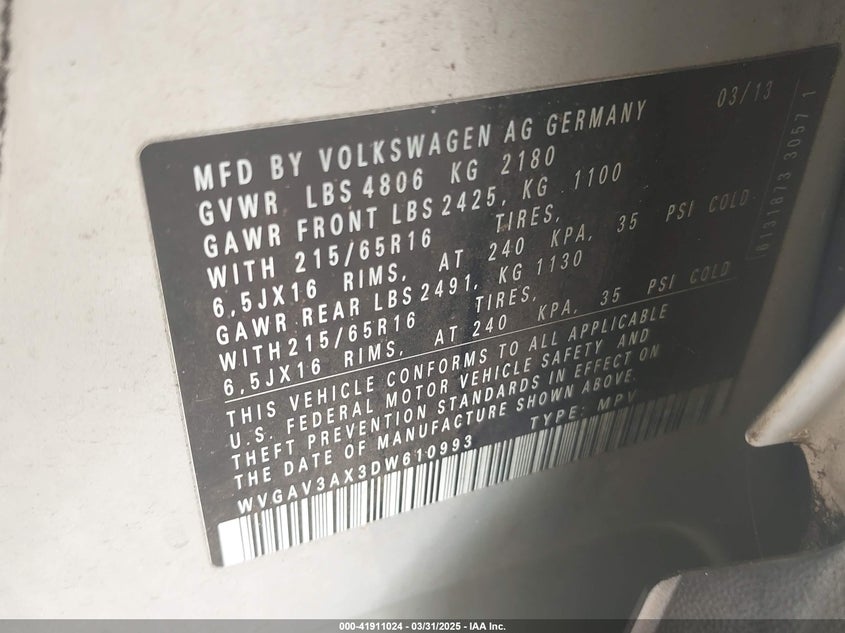 03/13
MFD BY VOLKSWAGEN AG GERMANY
GVWR LBS 4806 KG 2180
GAWR FRONT LBS 2425, KG 1100
WITH 215/65R16 TIRES,
6,5JX16 RIMS, AT 240 KPA, 35 PSI COLD
GAWR REAR LBS 2491, KG 1130
WITH 215/65R16 TIRES,
6,5JX16 RIMS, AT 240 KPA, 35 PSI COLD
THIS VEHICLE CONFORMS TO ALL APPLICABLE
U.S. FEDERAL MOTOR VEHICLE SAFETY AND
THEFT PREVENTION STANDARDS IN EFFECT ON
THE DATE OF MANUFACTURE SHOWN ABOVE.
WVGAV3AX3DW610993 TYPE: MPV
6131873 3057 1
000-41911024 - 03/31/2025 - IAA Inc.